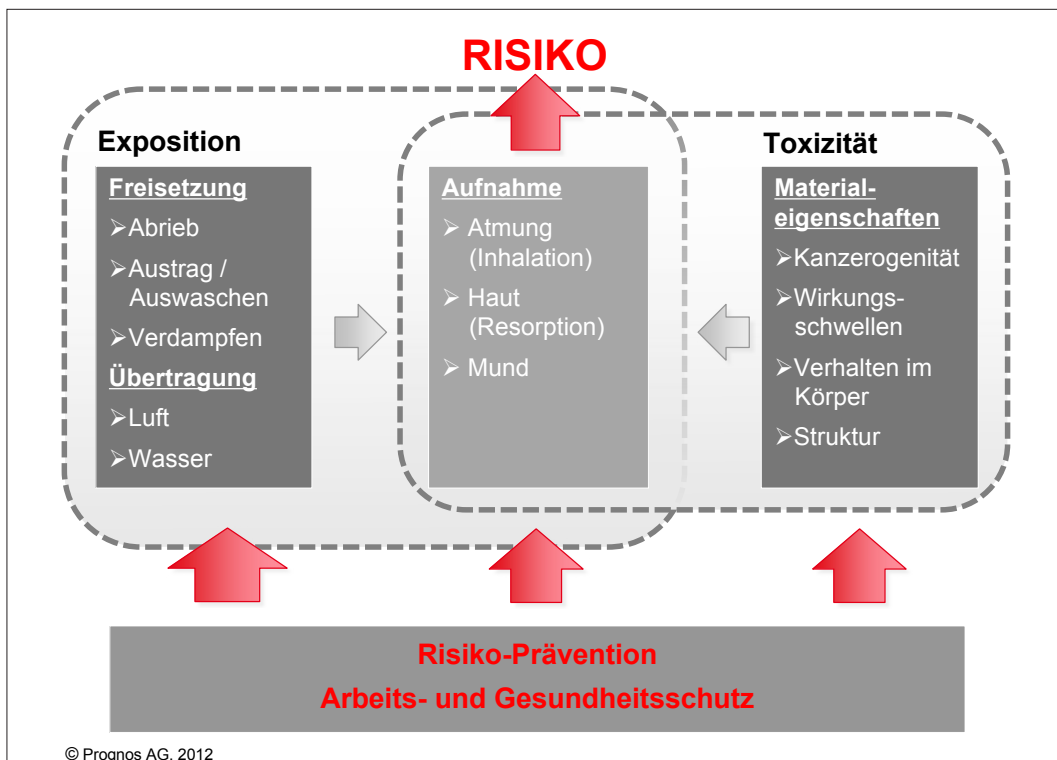 RISIKO
Exposition
Freisetzung
➢Abrieb
➢Austrag /
Auswaschen
➢Verdampfen
Übertragung
➢Luft
➢Wasser
Aufnahme
➢ Atmung
(Inhalation)
➢ Haut
(Resorption)
➢ Mund
Toxizität
Material-
eigenschaften
➢Kanzerogenität
➢Wirkungs-
schwellen
➢Verhalten im
Körper
➢Struktur
Risiko-Prävention
Arbeits- und Gesundheitsschutz
© Prognos AG, 2012